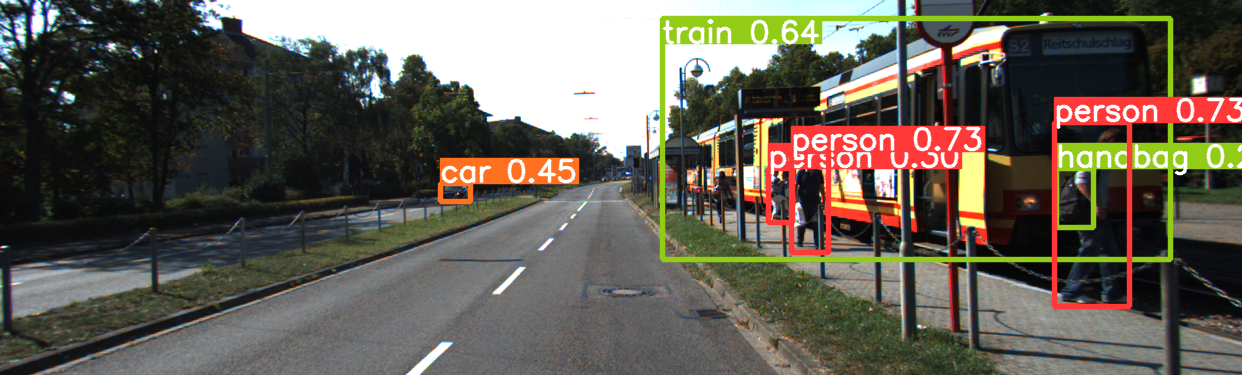 train 0.64
S2 Reitschulschlag
person 0.73
person 0.73
person 0.30
handbag 0.2
car 0.45